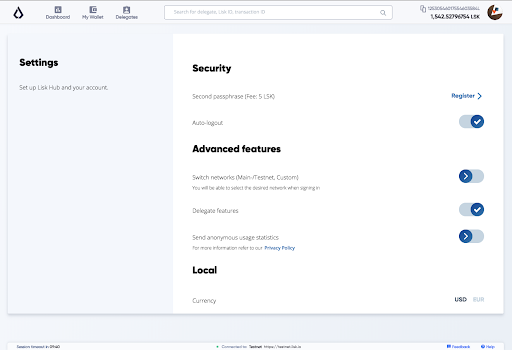 Dashboard
My Wallet
Delegates
Search for delegate, Lisk ID, transaction ID
1,542.52796754 LSK
Settings
Set up Lisk Hub and your account.
Security
Second passphrase (Fee: 5 LSK)
Register
Auto-logout
Advanced features
Switch networks (Main-/Testnet, Custom)
You will be able to select the desired network when signing in
Delegate features
Send anonymous usage statistics
For more information refer to our Privacy Policy
Local
Currency
USD EUR
Session timeout in 09:40
Connected to: Testnet https://testnet.lisk.io
Feedback
Help